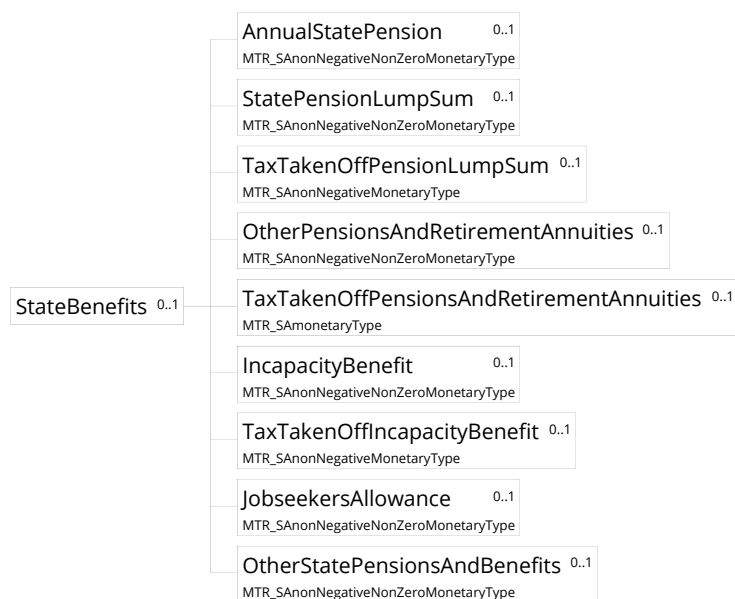 AnnualStatePension 0..1
MTR_SAnonNegativeNonZeroMonetaryType
StatePensionLumpSum 0..1
MTR_SAnonNegativeNonZeroMonetaryType
TaxTakenOffPensionLumpSum 0..1
MTR_SAnonNegativeMonetaryType
OtherPensionsAndRetirementAnnuities 0..1
MTR_SAnonNegativeNonZeroMonetaryType
StateBenefits 0..1
TaxTakenOffPensionsAndRetirementAnnuities 0..1
MTR_SAmonetaryType
IncapacityBenefit 0..1
MTR_SAnonNegativeNonZeroMonetaryType
TaxTakenOffIncapacityBenefit 0..1
MTR_SAnonNegativeMonetaryType
JobseekersAllowance 0..1
MTR_SAnonNegativeNonZeroMonetaryType
OtherStatePensionsAndBenefits 0..1
MTR_SAnonNegativeNonZeroMonetaryType